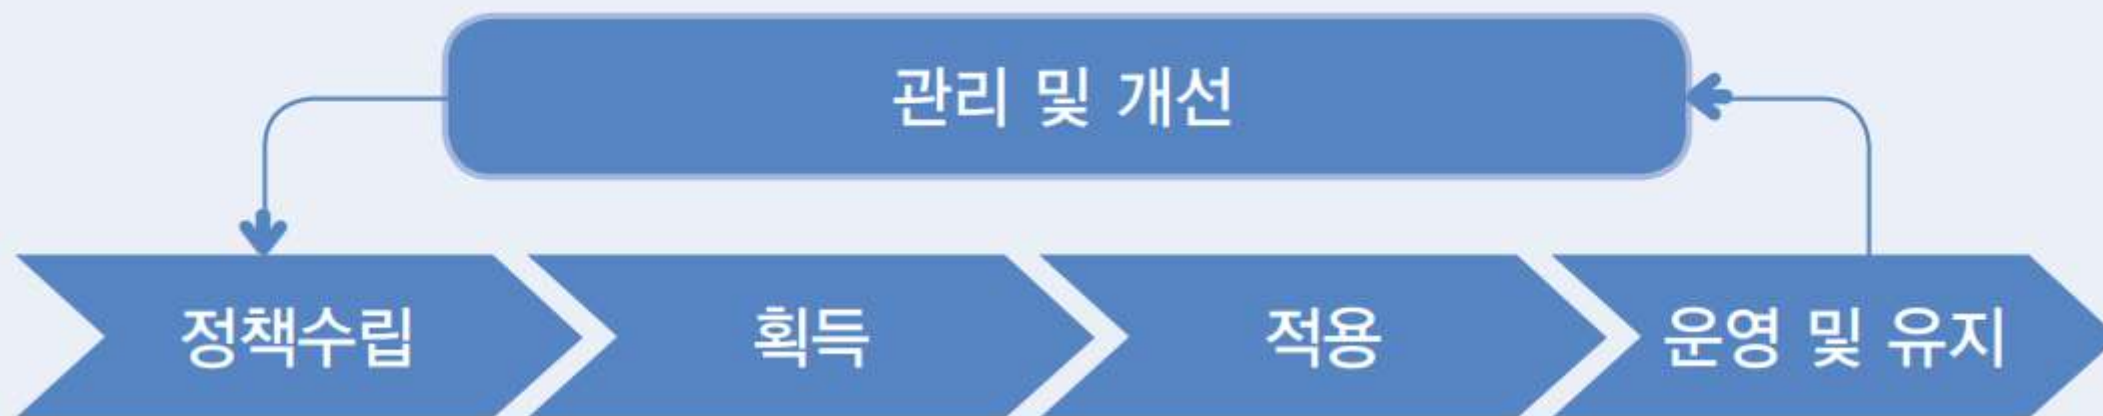 관리 및 개선
정책수립
획득
적용
운영 및 유지